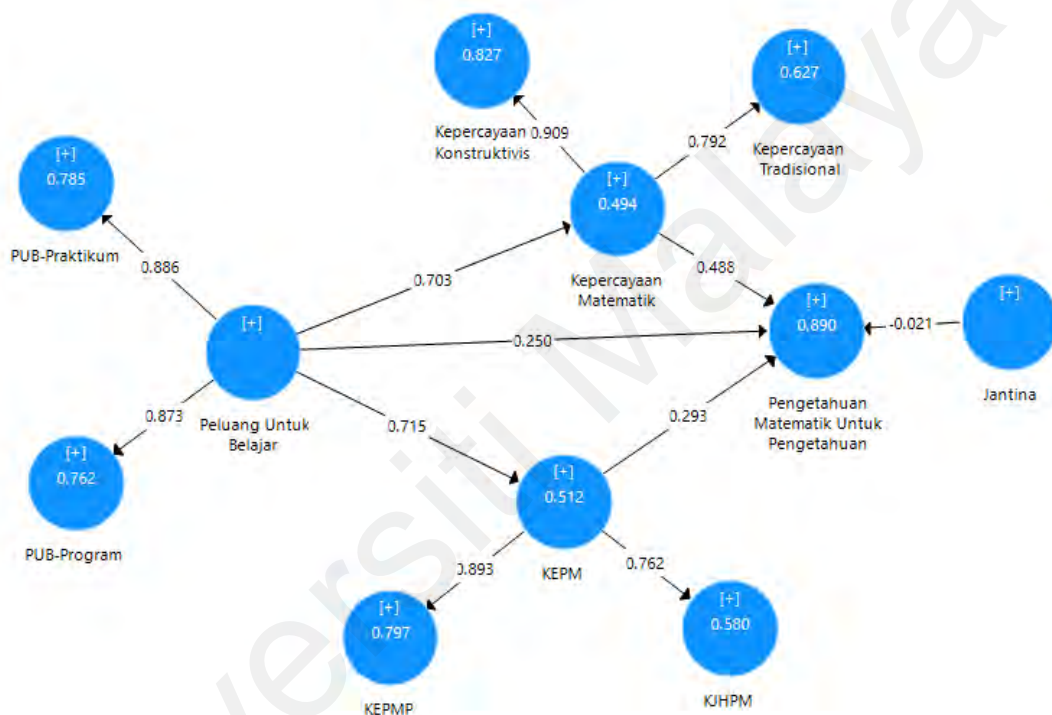 [+]
0.827
Kepercayaan
Konstruktivis
[+]
0.627
Kepercayaan
Tradisional
0.909
0.792
[+]
0.785
PUB-Praktikum
0.886
[+]
0.494
Kepercayaan
Matematik
0.703
0.488
[+]
Peluang Untuk
Belajar
0.250
[+]
0.890
Pengetahuan
Matematik Untuk
Pengetahuan
-0.021
[+]
Jantina
0.873
[+]
0.762
PUB-Program
0.715
0.293
[+]
0.512
KEPM
0.893
0.762
[+]
0.797
KEPMP
[+]
0.580
KJHPM
versiti Malaya